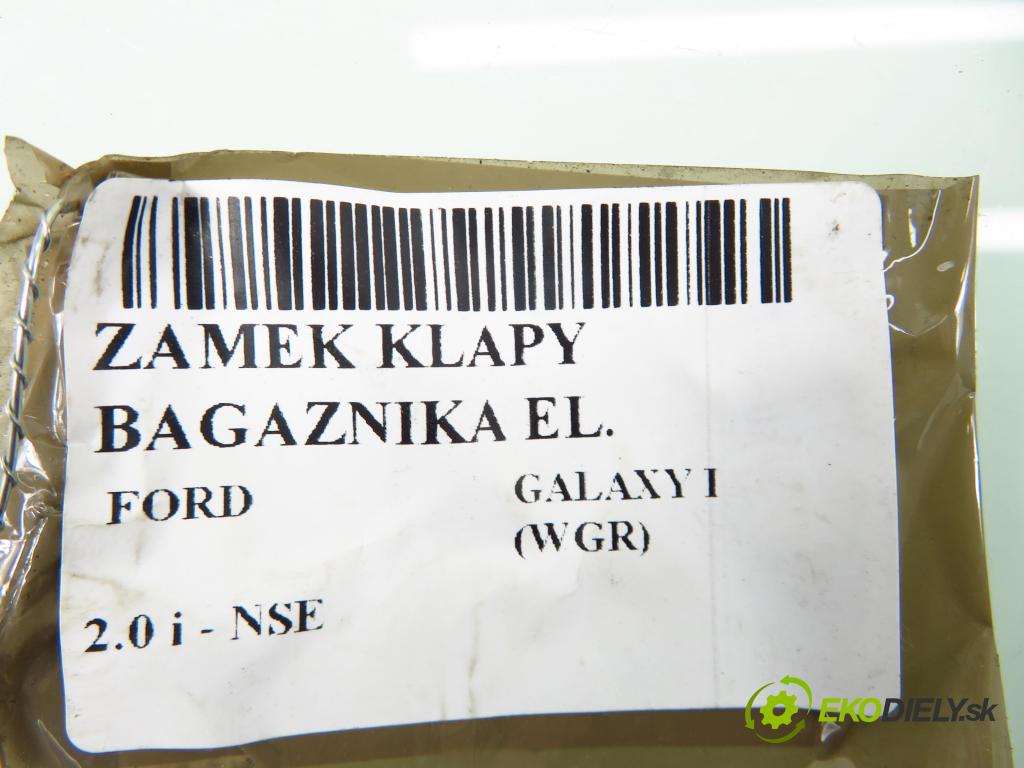 ZAMEK KLAPY
BAGAZNIKA EL.
FORD
GALAXY I
(WGR)
2.0 i - NSE
EKODIELY.sk